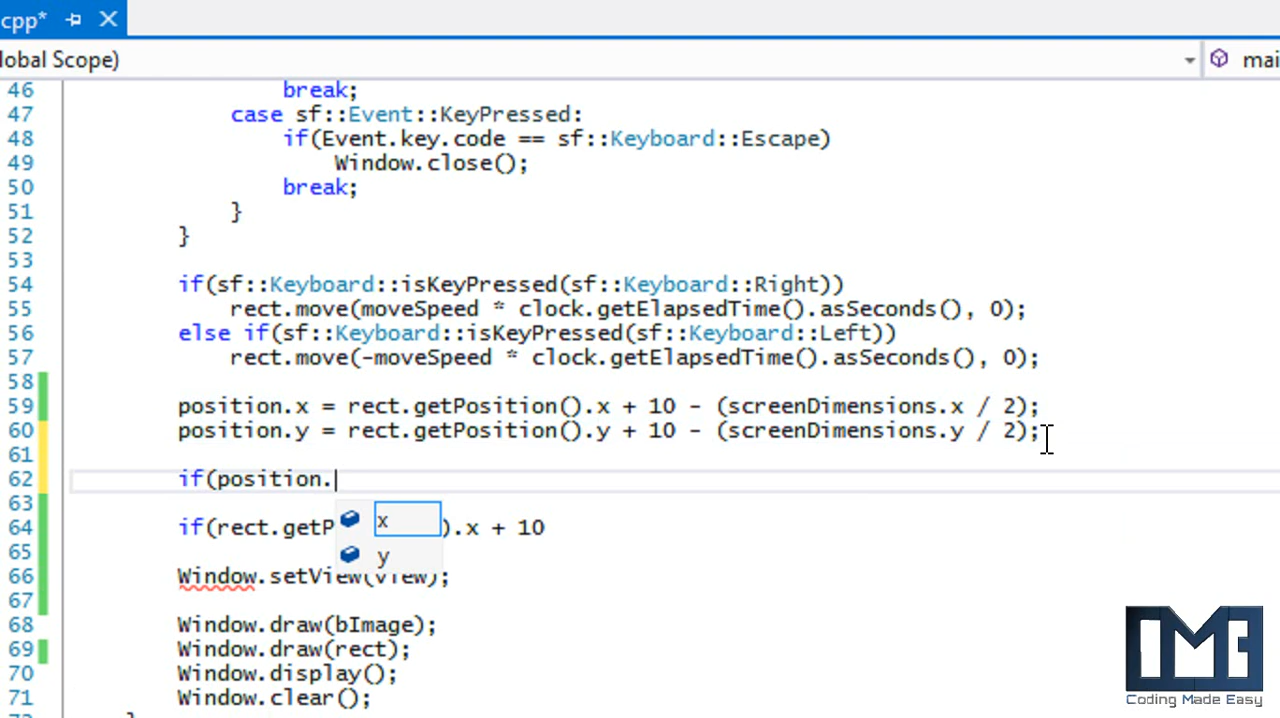 cpp*
lobal Scope)
mai
46 break;
47 case sf::Event::KeyPressed:
48 if(Event.key.code == sf::Keyboard::Escape)
49 Window.close();
50 break;
51 }
52 }
53
54 if(sf::Keyboard::isKeyPressed(sf::Keyboard::Right))
55 rect.move(moveSpeed * clock.getElapsedTime().asSeconds(), 0);
56 else if(sf::Keyboard::isKeyPressed(sf::Keyboard::Left))
57 rect.move(-moveSpeed * clock.getElapsedTime().asSeconds(), 0);
58
59 position.x = rect.getPosition().x + 10 - (screenDimensions.x / 2);
60 position.y = rect.getPosition().y + 10 - (screenDimensions.y / 2);
61
62 if(position.
x
63
64 if(rect.getP ).x + 10
y
65
66 Window.setView(view);
67
68 Window.draw(bImage);
69 Window.draw(rect);
70 Window.display();
71 Window.clear();
Coding Made Easy